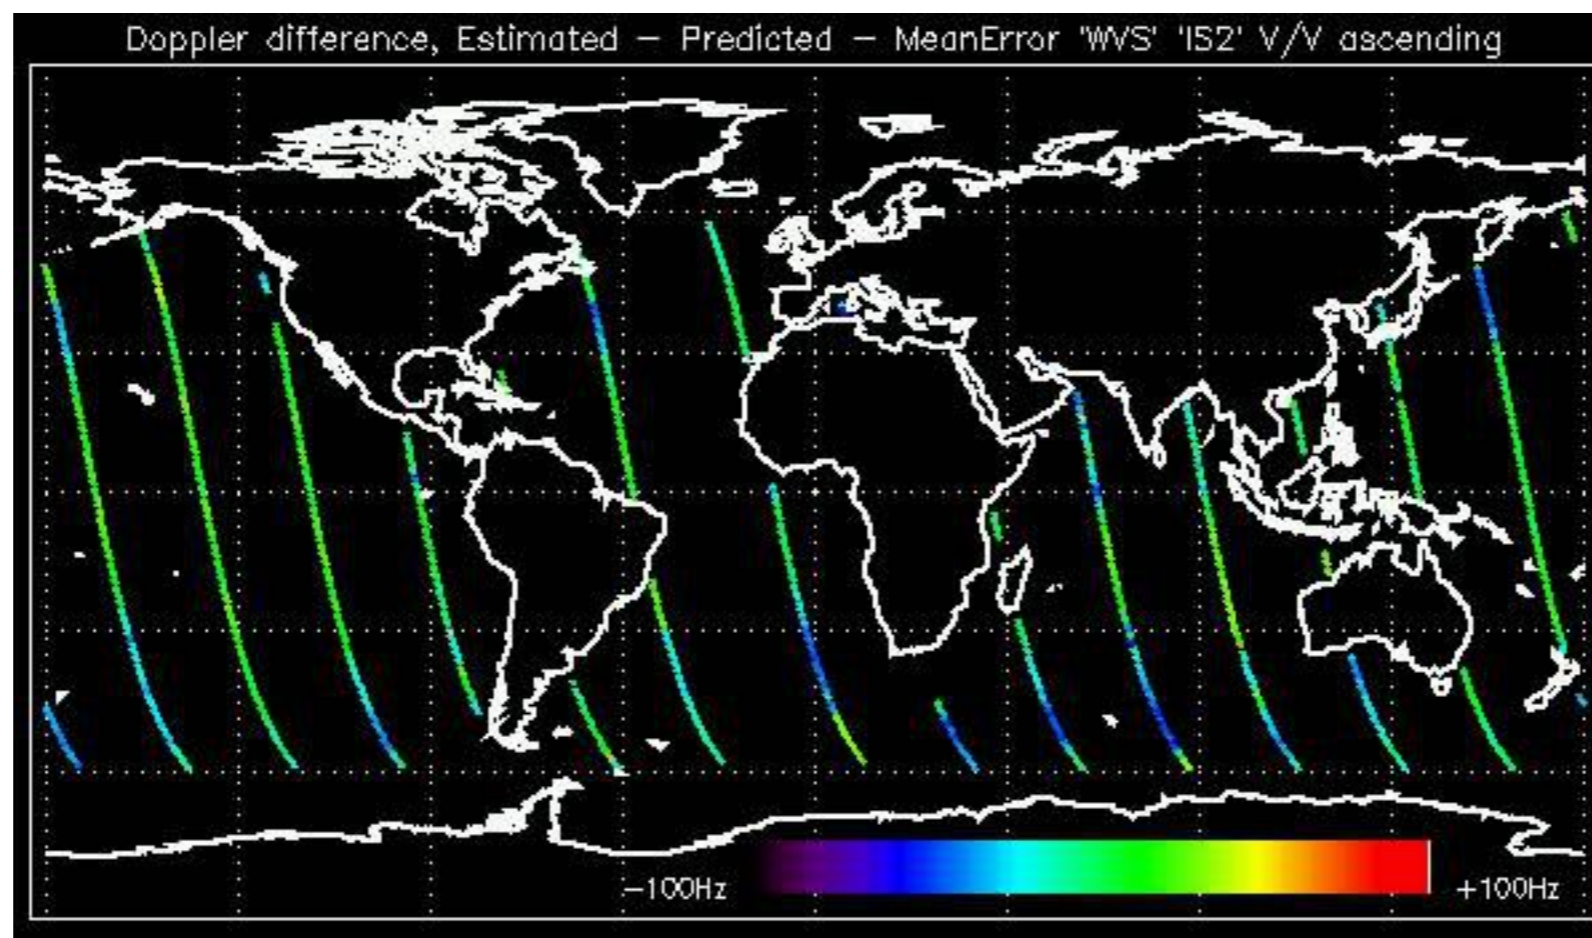 Doppler difference, Estimated − Predicted − MeanError 'WVS' 'IS2' V/V ascending
−100Hz
+100Hz